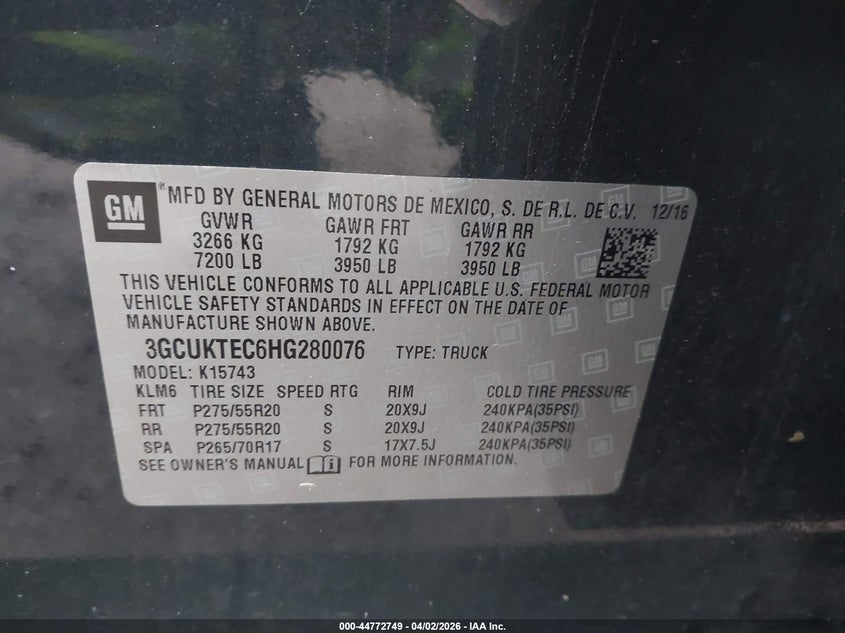 GM ® MFD BY GENERAL MOTORS DE MEXICO, S. DE R.L. DE C.V. 12/16
GVWR GAWR FRT GAWR RR
3266 KG 1792 KG 1792 KG
7200 LB 3950 LB 3950 LB
THIS VEHICLE CONFORMS TO ALL APPLICABLE U.S. FEDERAL MOTOR
VEHICLE SAFETY STANDARDS IN EFFECT ON THE DATE OF
MANUFACTURE SHOWN ABOVE.
3GCUKTEC6HG280076 TYPE: TRUCK
MODEL: K15743
KLM6 TIRE SIZE SPEED RTG RIM COLD TIRE PRESSURE
FRT P275/55R20 S 20X9J 240KPA(35PSI)
RR P275/55R20 S 20X9J 240KPA(35PSI)
SPA P265/70R17 S 17X7.5J 240KPA(35PSI)
SEE OWNER'S MANUAL i FOR MORE INFORMATION.
000-44772749 - 04/02/2026 - IAA Inc.